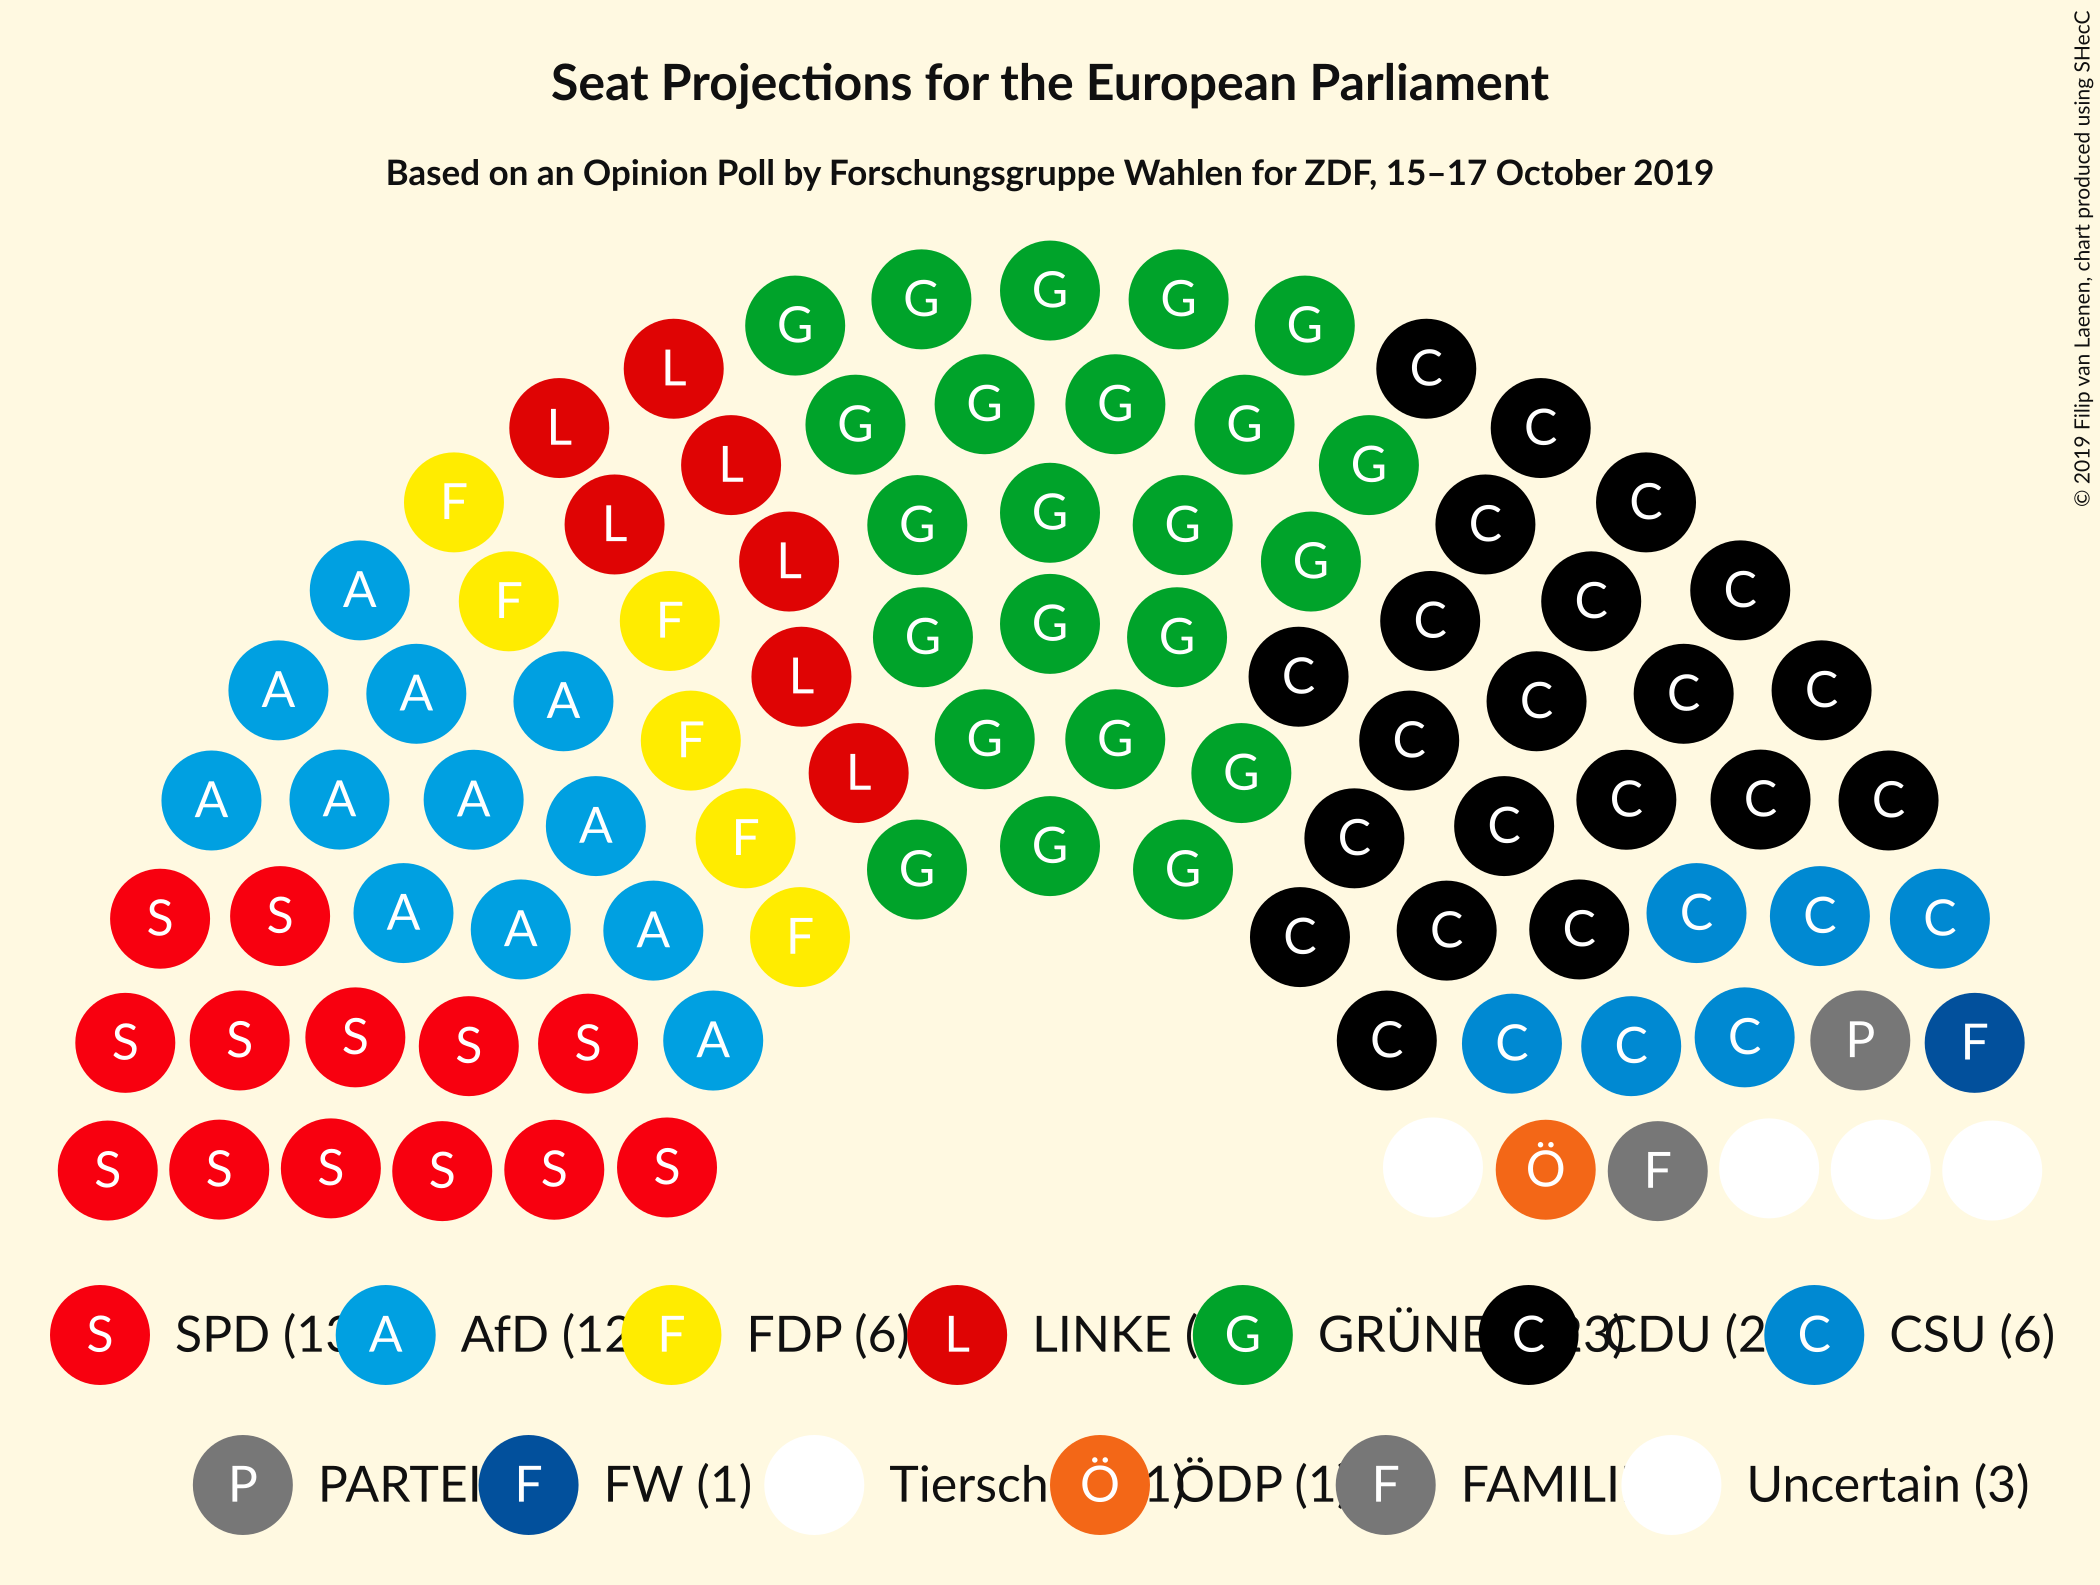 Seat Projections for the European Parliament
Based on an Opinion Poll by Forschungsgruppe Wahlen for ZDF, 15–17 October 2019
© 2019 Filip van Laenen, chart produced using SHecC
G G G G G
L G G G G C
L L G C C
F L G G G G C C
A F L F L G G G G C C C C
A A A F L G G G C C C C C
A A A A F G G G C C C C C
S S A A A F G G G C C C C C C
S S S S S A C C C C P F
S S S S S S Ö F
S SPD (13 A AfD (12 F FDP (6) L LINKE ( G GRÜNE 23) C CDU (2 C CSU (6)
P PARTEI F FW (1) Tiersch 1) Ö ÖDP (1) F FAMILI Uncertain (3)